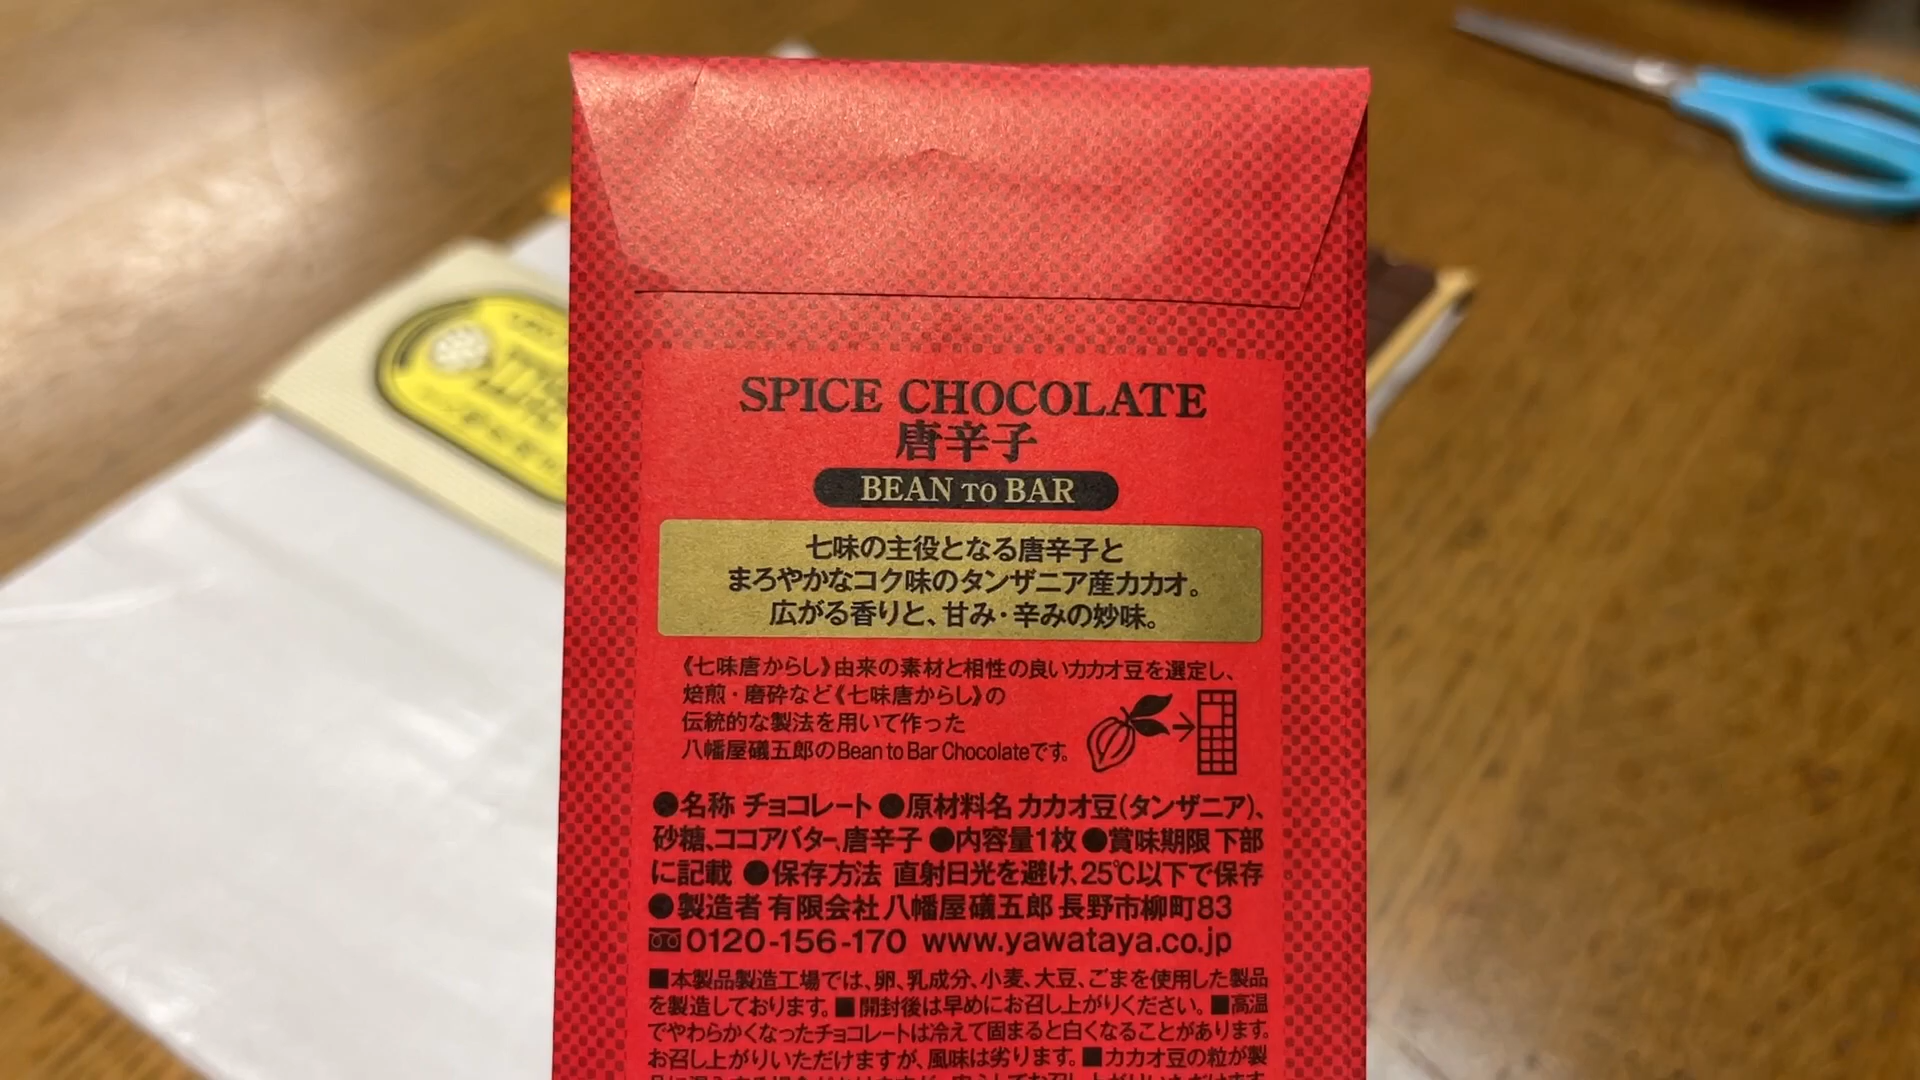 SPICE CHOCOLATE
唐辛子
BEAN TO BAR
七味の主役となる唐辛子と
まろやかなコク味のタンザニア産カカオ。
広がる香りと、甘み・辛みの妙味。
《七味唐からし》由来の素材と相性の良いカカオ豆を選定し、
焙煎・磨砕など《七味唐からし》の
伝統的な製法を用いて作った
八幡屋礒五郎のBean to Bar Chocolateです。
●名称 チョコレート ●原材料名 カカオ豆(タンザニア)、
砂糖、ココアバター、唐辛子 ●内容量1枚 ●賞味期限 下部
に記載 ●保存方法 直射日光を避け、25℃以下で保存
●製造者 有限会社 八幡屋礒五郎 長野市柳町83
0120-156-170 www.yawataya.co.jp
■本製品製造工場では、卵、乳成分、小麦、大豆、ごまを使用した製品
を製造しております。■開封後は早めにお召し上がりください。■高温
でやわらかくなったチョコレートは冷えて固まると白くなることがあります。
お召し上がりいただけますが、風味は劣ります。■カカオ豆の粒が製